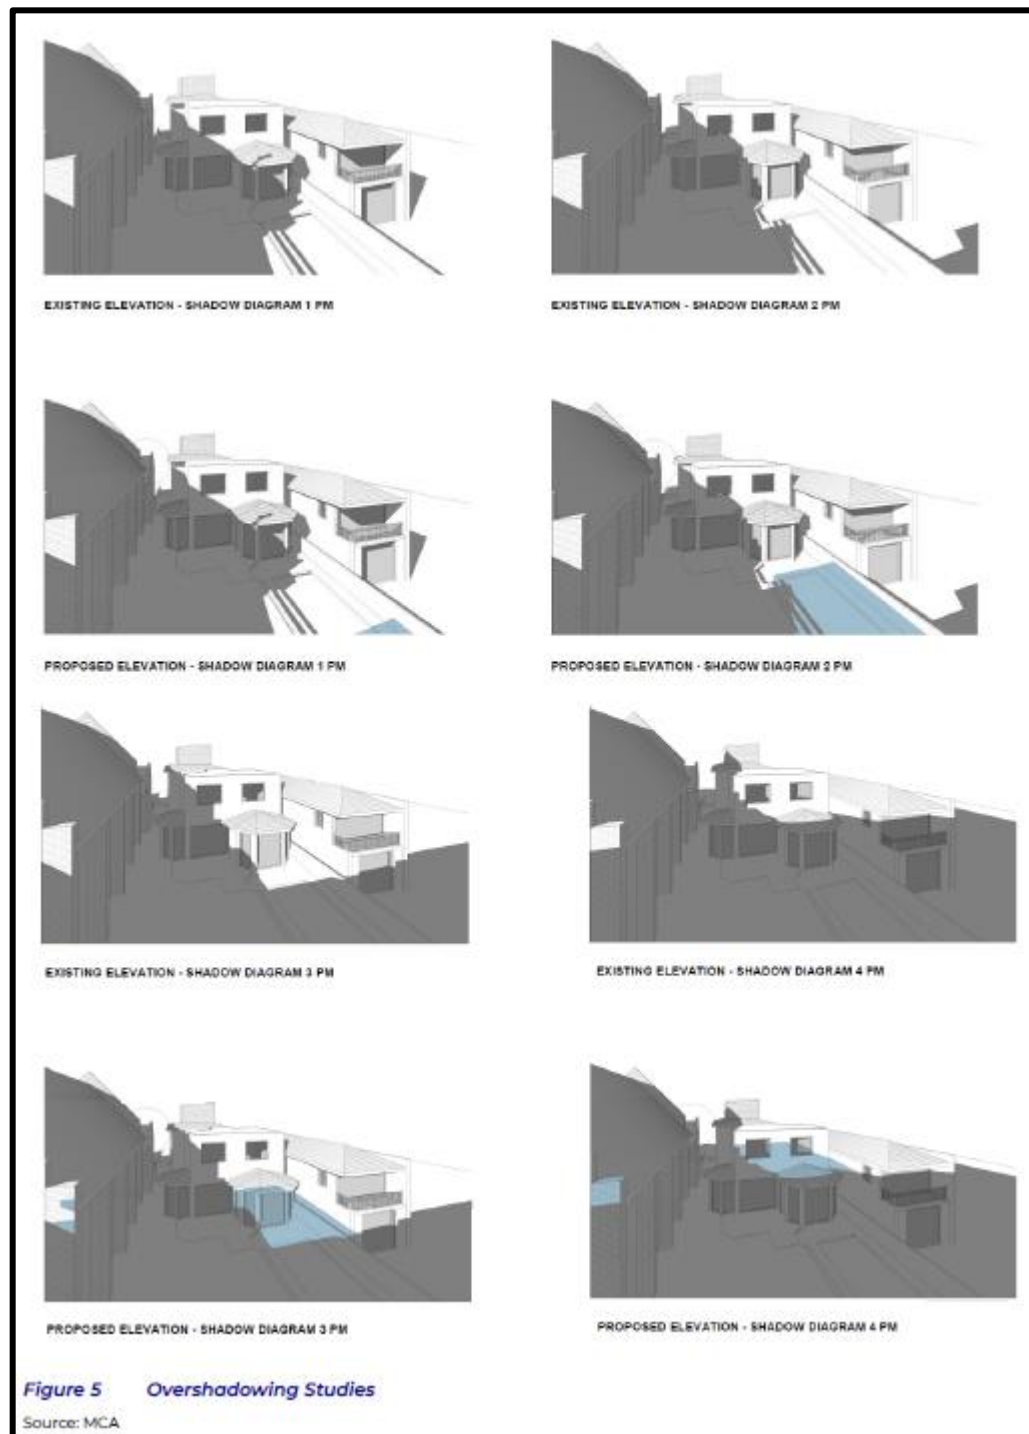 EXISTING ELEVATION - SHADOW DIAGRAM 1 PM
EXISTING ELEVATION - SHADOW DIAGRAM 2 PM
PROPOSED ELEVATION - SHADOW DIAGRAM 1 PM
PROPOSED ELEVATION - SHADOW DIAGRAM 2 PM
EXISTING ELEVATION - SHADOW DIAGRAM 3 PM
EXISTING ELEVATION - SHADOW DIAGRAM 4 PM
PROPOSED ELEVATION - SHADOW DIAGRAM 3 PM
PROPOSED ELEVATION - SHADOW DIAGRAM 4 PM
Figure 5 Overshadowing Studies
Source: MCA